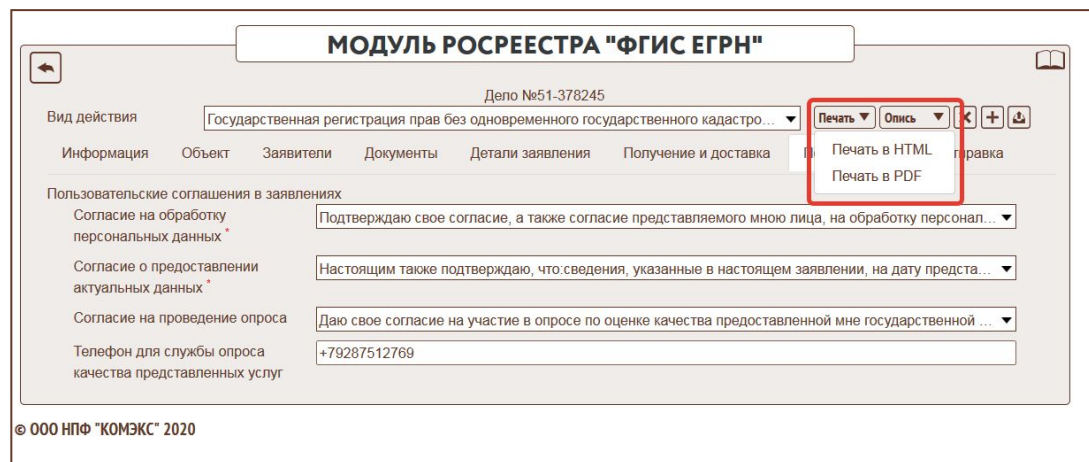 МОДУЛЬ РОСРЕЕСТРА "ФГИС ЕГРН"
Дело №51-378245
Вид действия Государственная регистрация прав без одновременного государственного кадастро... Печать Опись
Информация Объект Заявители Документы Детали заявления Получение и доставка
Печать в HTML
Печать в PDF
Пользовательские соглашения в заявлениях
Согласие на обработку
персональных данных *
Подтверждаю свое согласие, а также согласие представляемого мною лица, на обработку персонал...
Согласие о предоставлении
актуальных данных *
Настоящим также подтверждаю, что:сведения, указанные в настоящем заявлении, на дату предста...
Согласие на проведение опроса Даю свое согласие на участие в опросе по оценке качества предоставленной мне государственной ...
Телефон для службы опроса
качества представленных услуг
+79287512769
© ООО НПФ "КОМЭКС" 2020